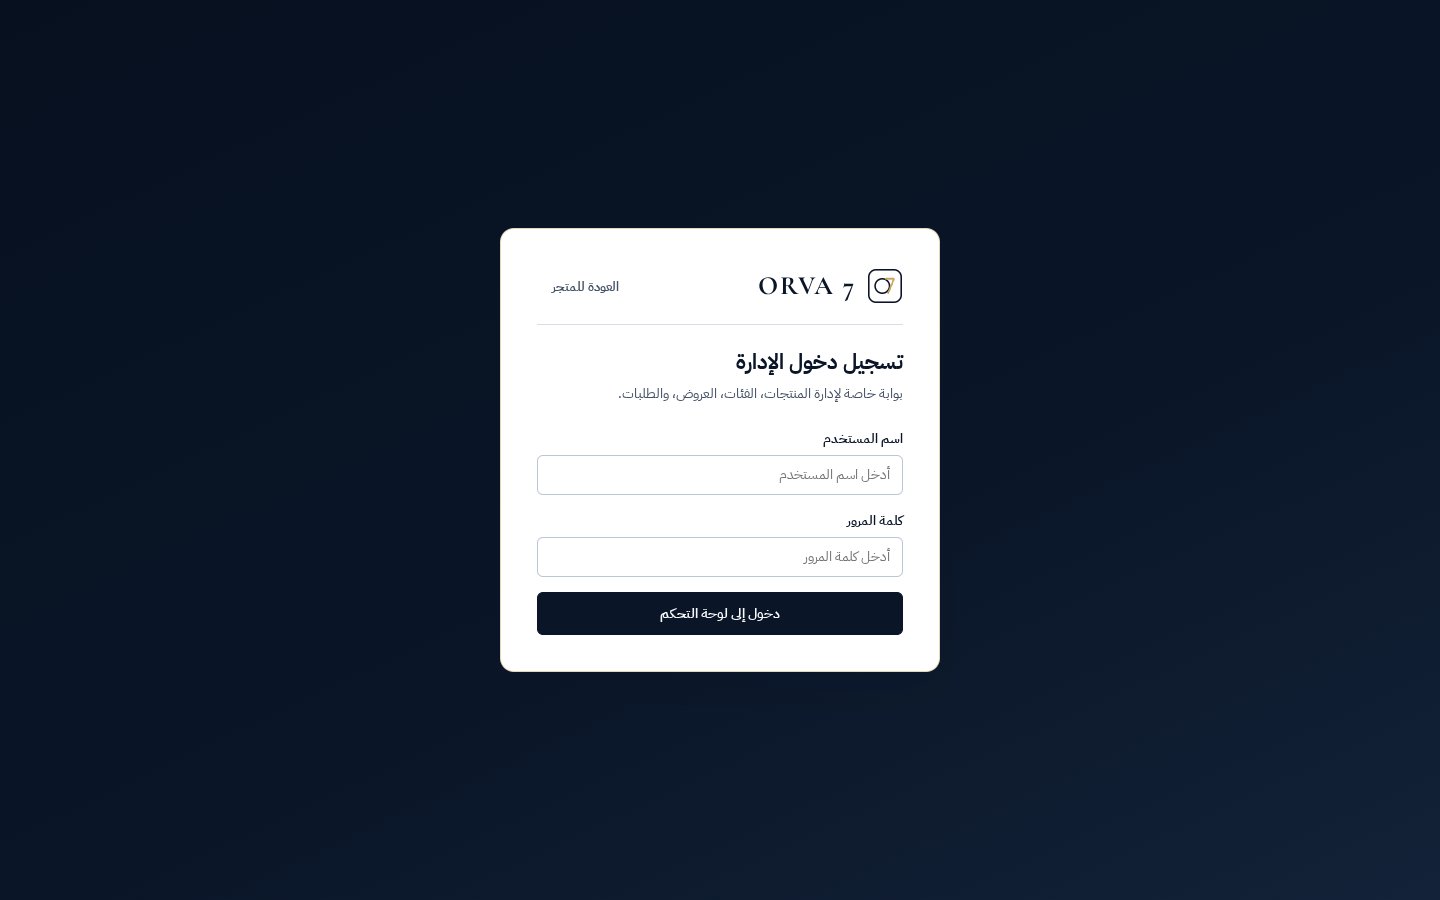 ORVA 7
العودة للمتجر
تسجيل دخول الإدارة
بوابة خاصة لإدارة المنتجات، الفئات، العروض، والطلبات.
اسم المستخدم
أدخل اسم المستخدم
كلمة المرور
أدخل كلمة المرور
دخول إلى لوحة التحكم